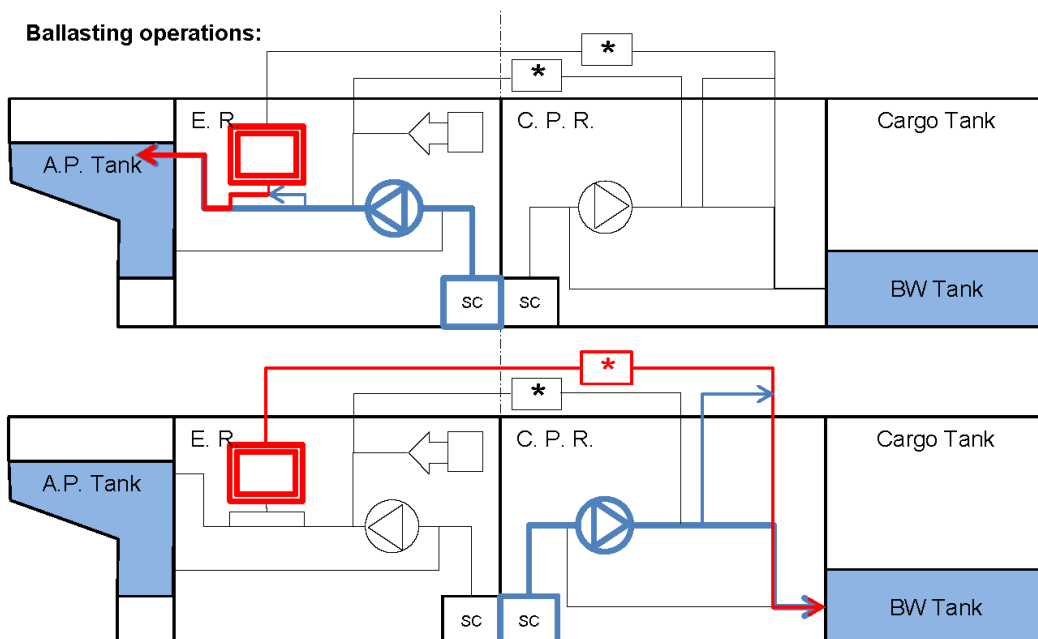 Ballasting operations:
*
*
E. R.
C. P. R.
Cargo Tank
A.P. Tank
BW Tank
sc
sc
*
*
E. R.
C. P. R.
Cargo Tank
A.P. Tank
BW Tank
sc
sc